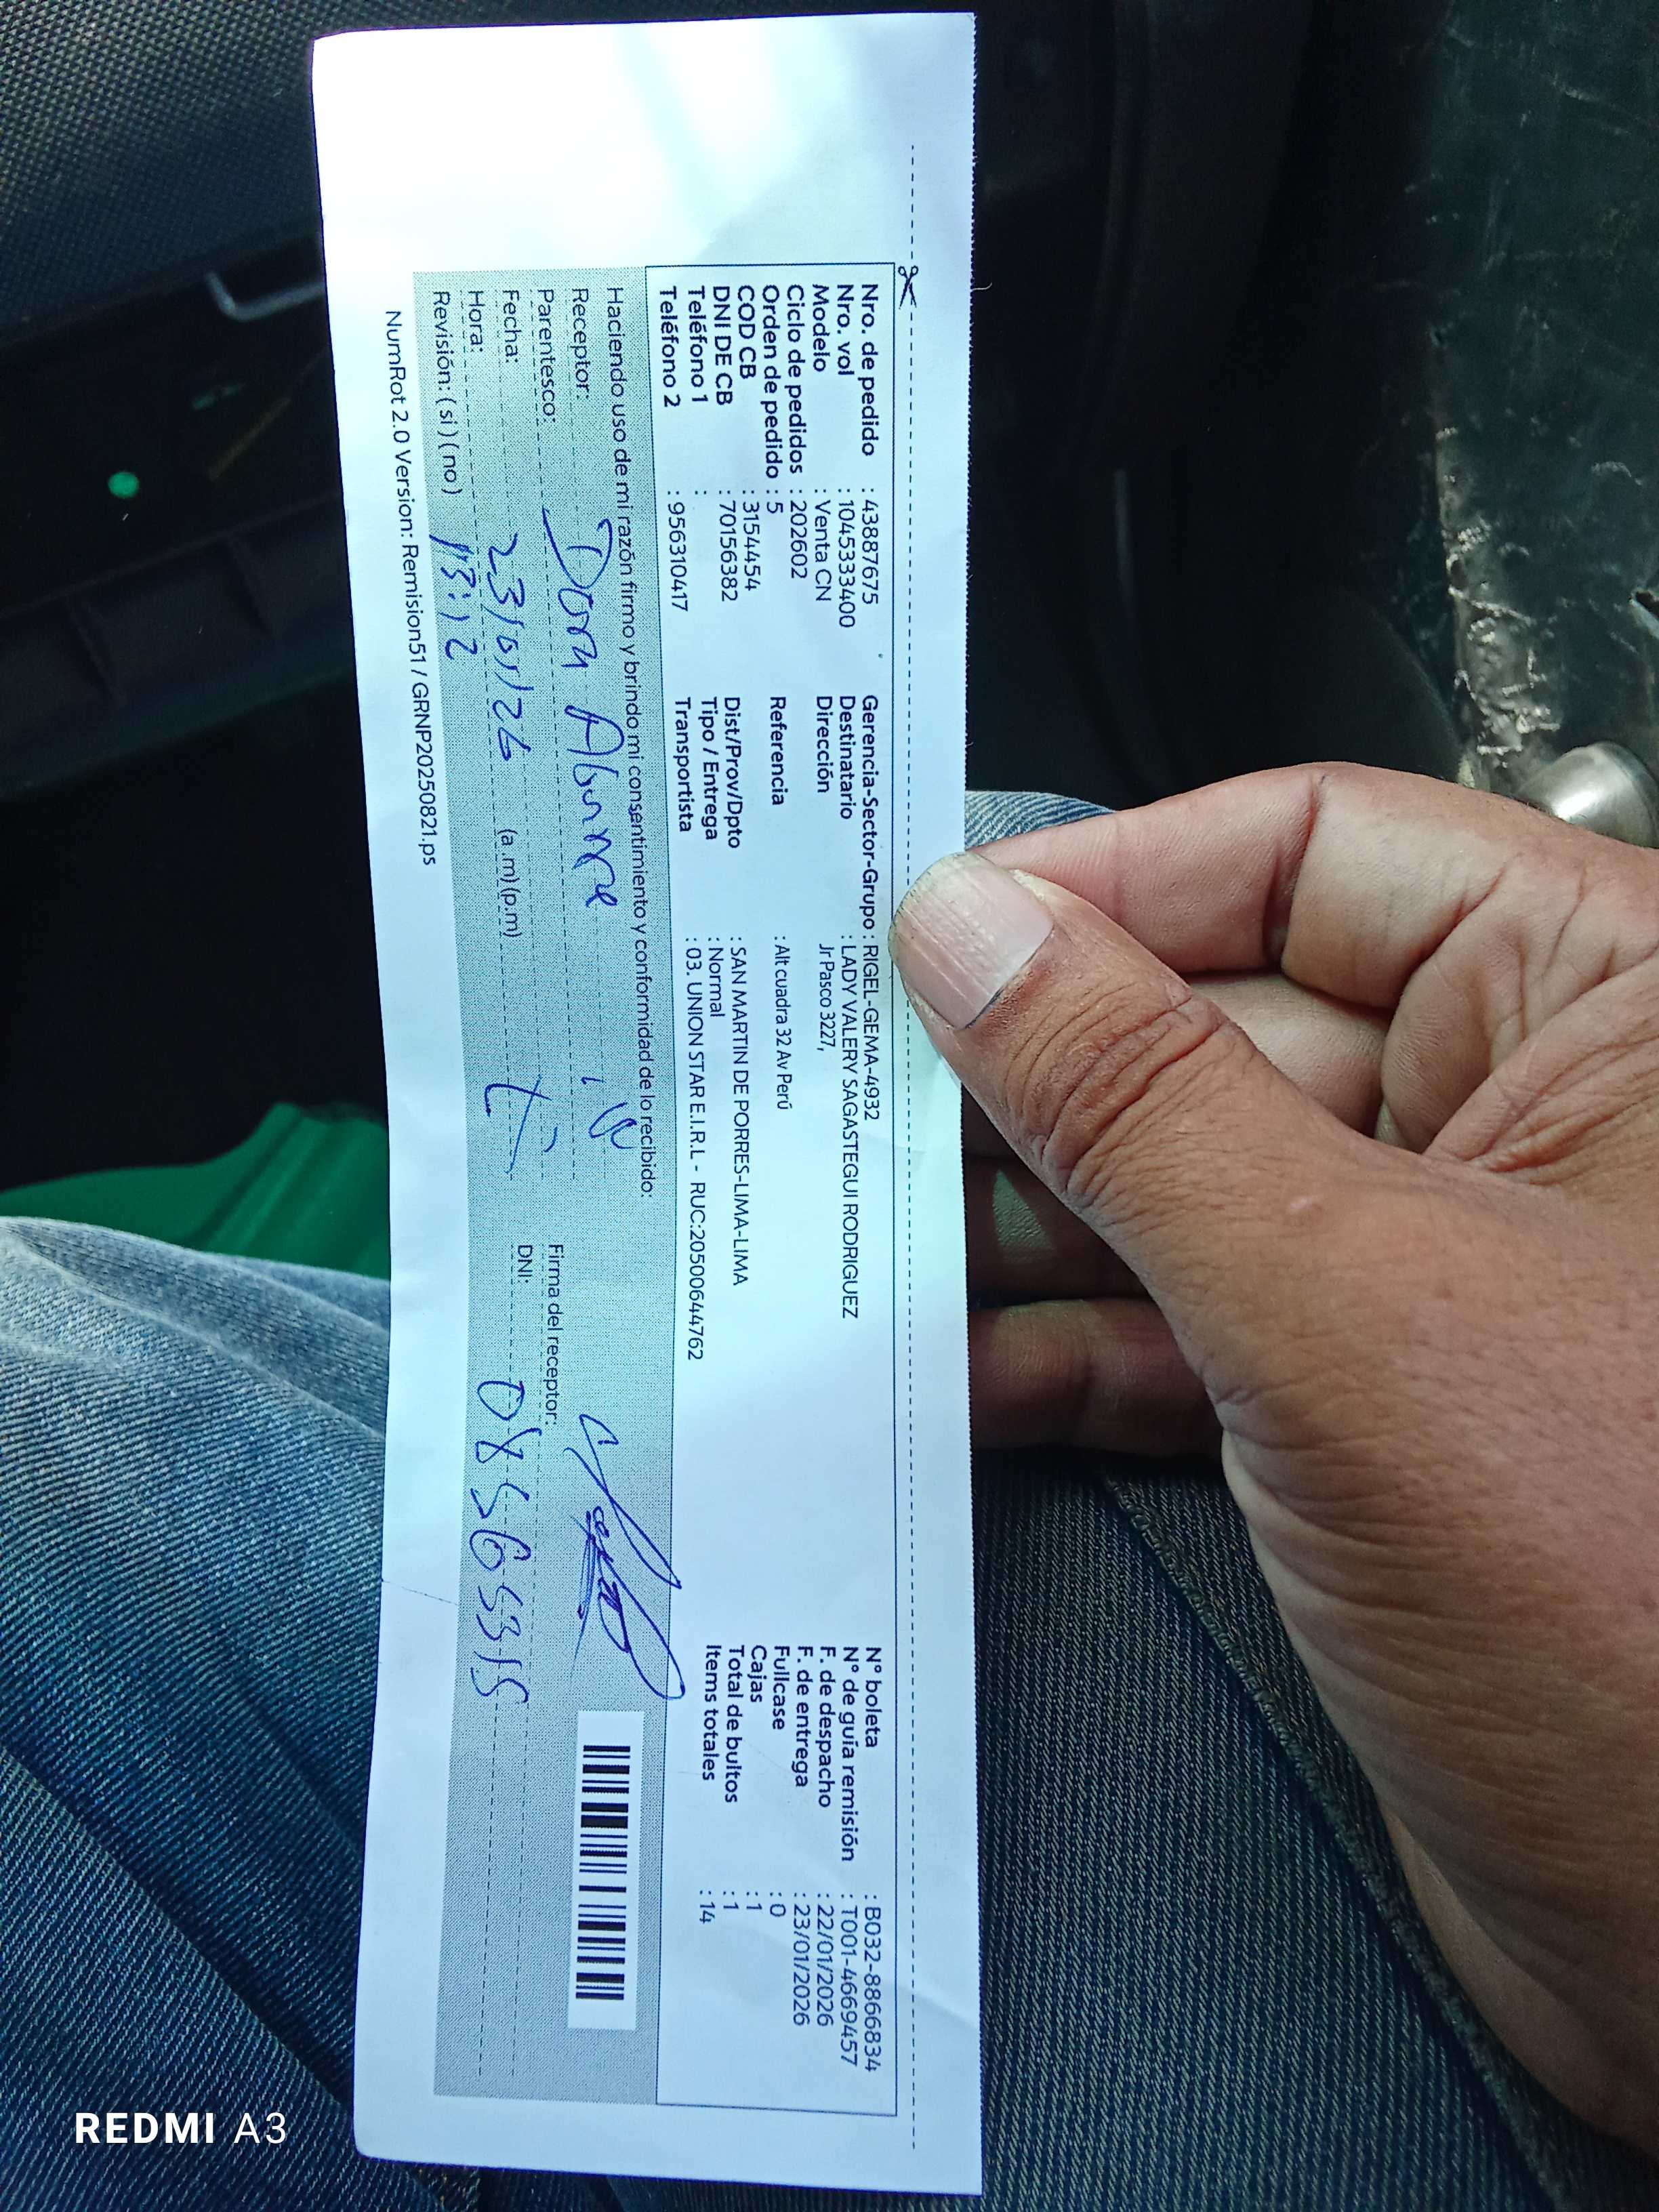 Nro. de pedido : 43887675
Nro. vol : 10453333400
Modelo : Venta CN
Ciclo de pedidos : 202602
Orden de pedido : 5
COD CB : 3154454
DNI DE CB : 70156382
Teléfono 1 :
Teléfono 2 : 956310417
Gerencia-Sector-Grupo : RIGEL-GEMA-4932
Destinatario : LADY VALERY SAGASTEGUI RODRIGUEZ
Dirección Jr Pasco 3227,
Referencia : Alt cuadra 32 Av Perú
Dist/Prov/Dpto : SAN MARTIN DE PORRES-LIMA-LIMA
Tipo / Entrega : Normal
Transportista : 03. UNION STAR E.I.R.L - RUC:20500644762
N° boleta : B032-8866834
N° de guía remisión : T001-4669457
F. de despacho : 22/01/2026
F. de entrega : 23/01/2026
Fullcase : 0
Cajas : 1
Total de bultos : 1
Items totales : 14
Haciendo uso de mi razón firmo y brindo mi consentimiento y conformidad de lo recibido:
Receptor: Dora
Parentesco:
Fecha: 23/01/26
Hora: (a.m) (p.m)
Revisión: ( si ) ( no )
Firma del receptor:
DNI:
NumRot 2.0 Version: Remision51 / GRNP20250821.ps
REDMI A3